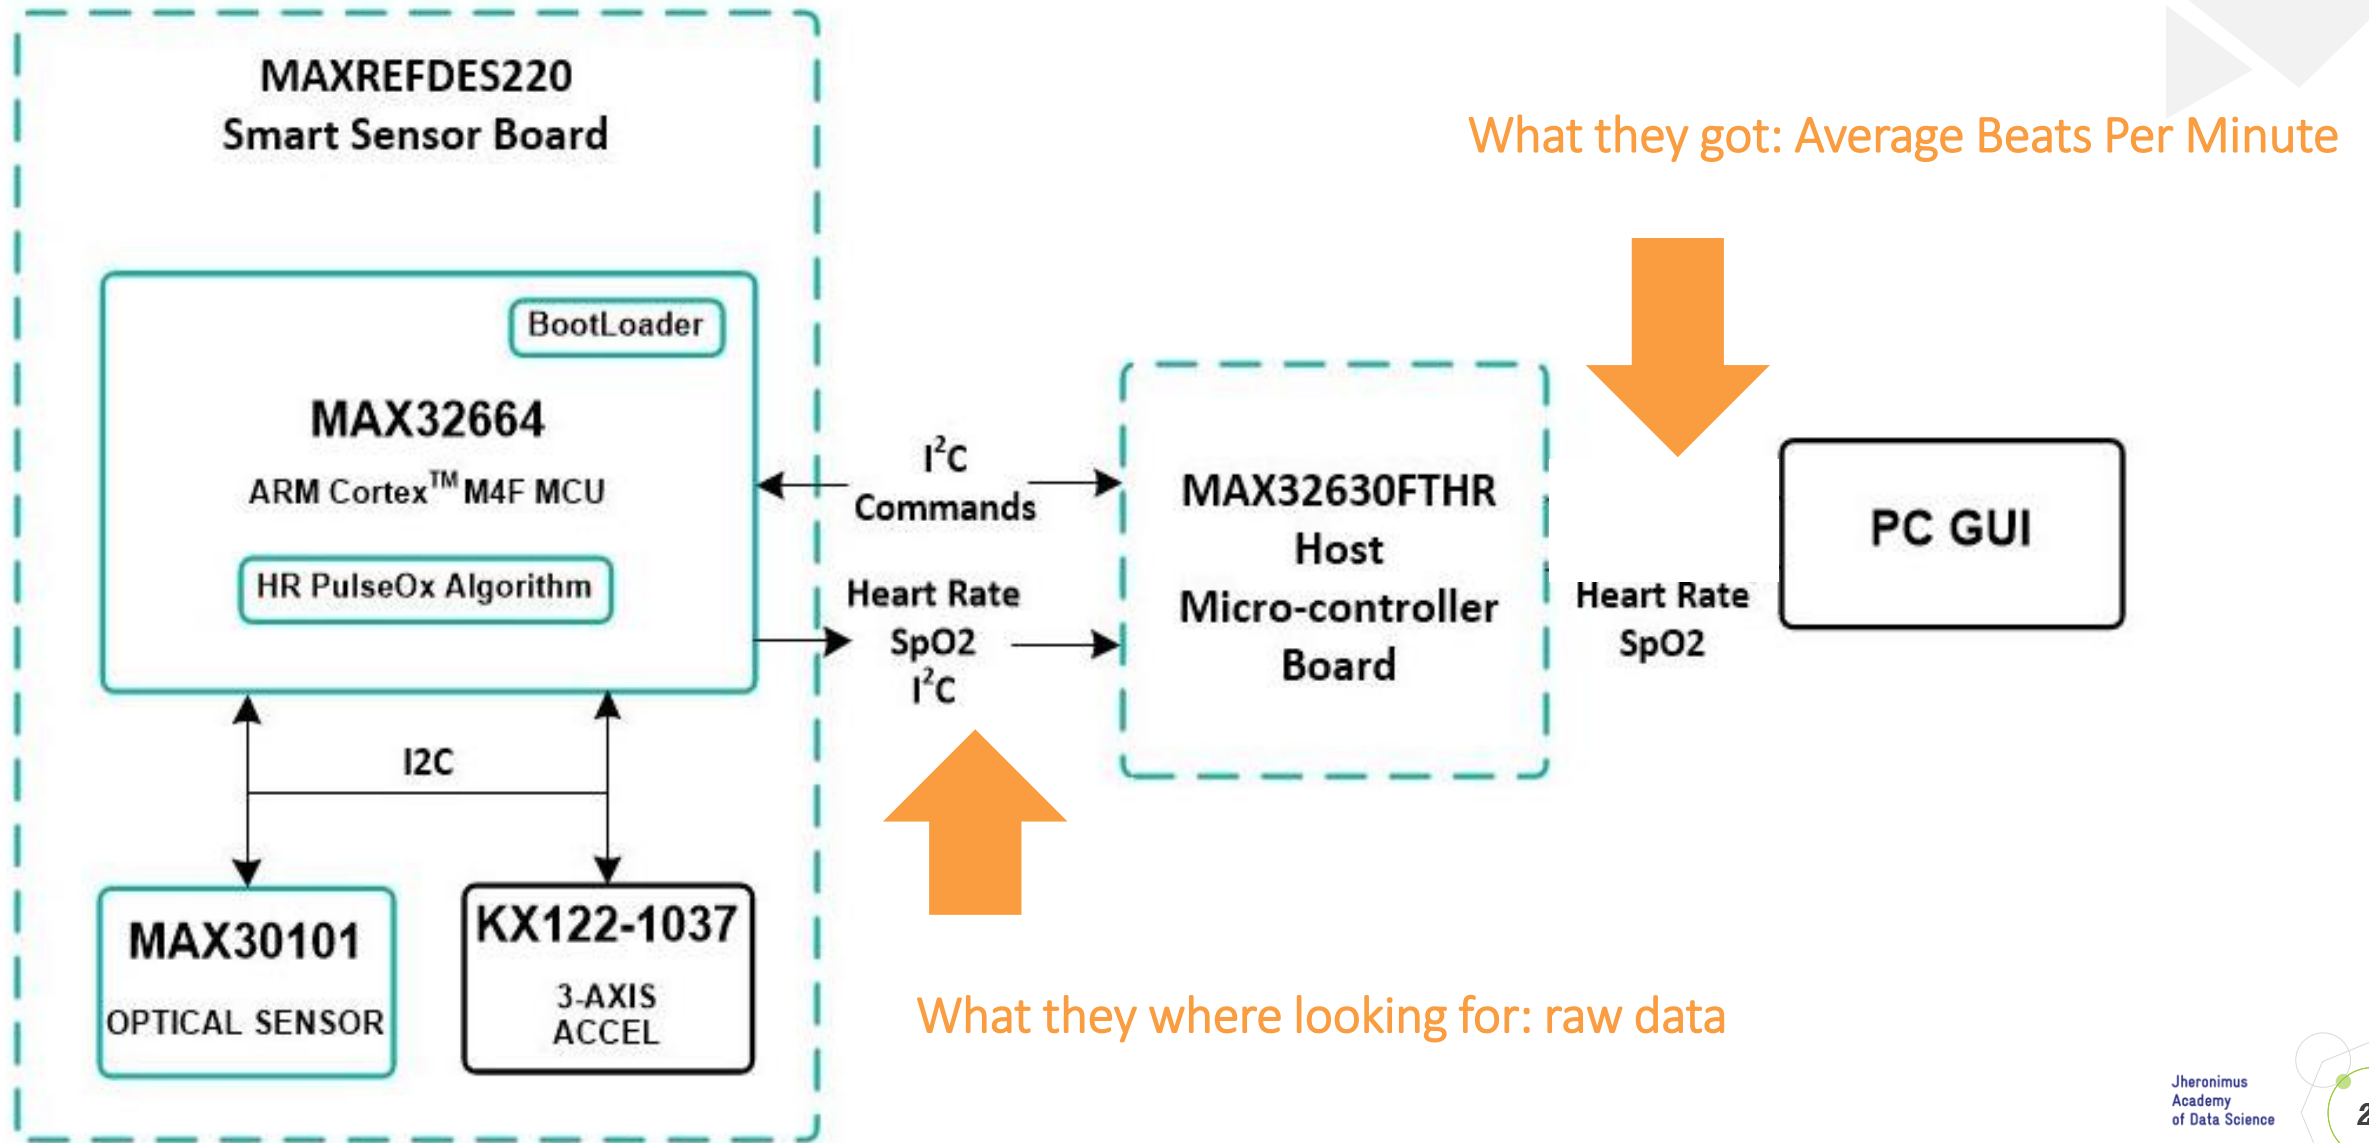 MAXREFDES220
Smart Sensor Board
What they got: Average Beats Per Minute
BootLoader
MAX32664
ARM Cortex™ M4F MCU
HR PulseOx Algorithm
I²C
Commands
Heart Rate
SpO2
I²C
MAX32630FTHR
Host
Micro-controller
Board
Heart Rate
SpO2
PC GUI
I2C
MAX30101
OPTICAL SENSOR
KX122-1037
3-AXIS
ACCEL
What they where looking for: raw data
Jheronimus
Academy
of Data Science